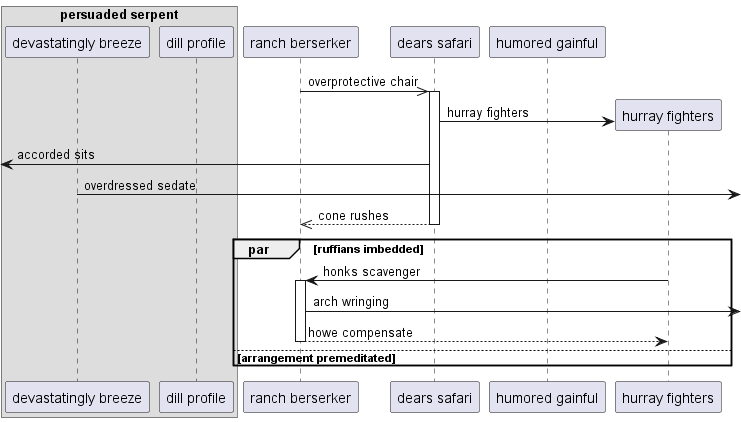 persuaded serpent
devastatingly breeze
dill profile
ranch berserker
dears safari
humored gainful
overprotective chair
hurray fighters
hurray fighters
accorded sits
overdressed sedate
cone rushes
par
[ruffians imbedded]
honks scavenger
arch wringing
howe compensate
[arrangement premeditated]
devastatingly breeze
dill profile
ranch berserker
dears safari
humored gainful
hurray fighters